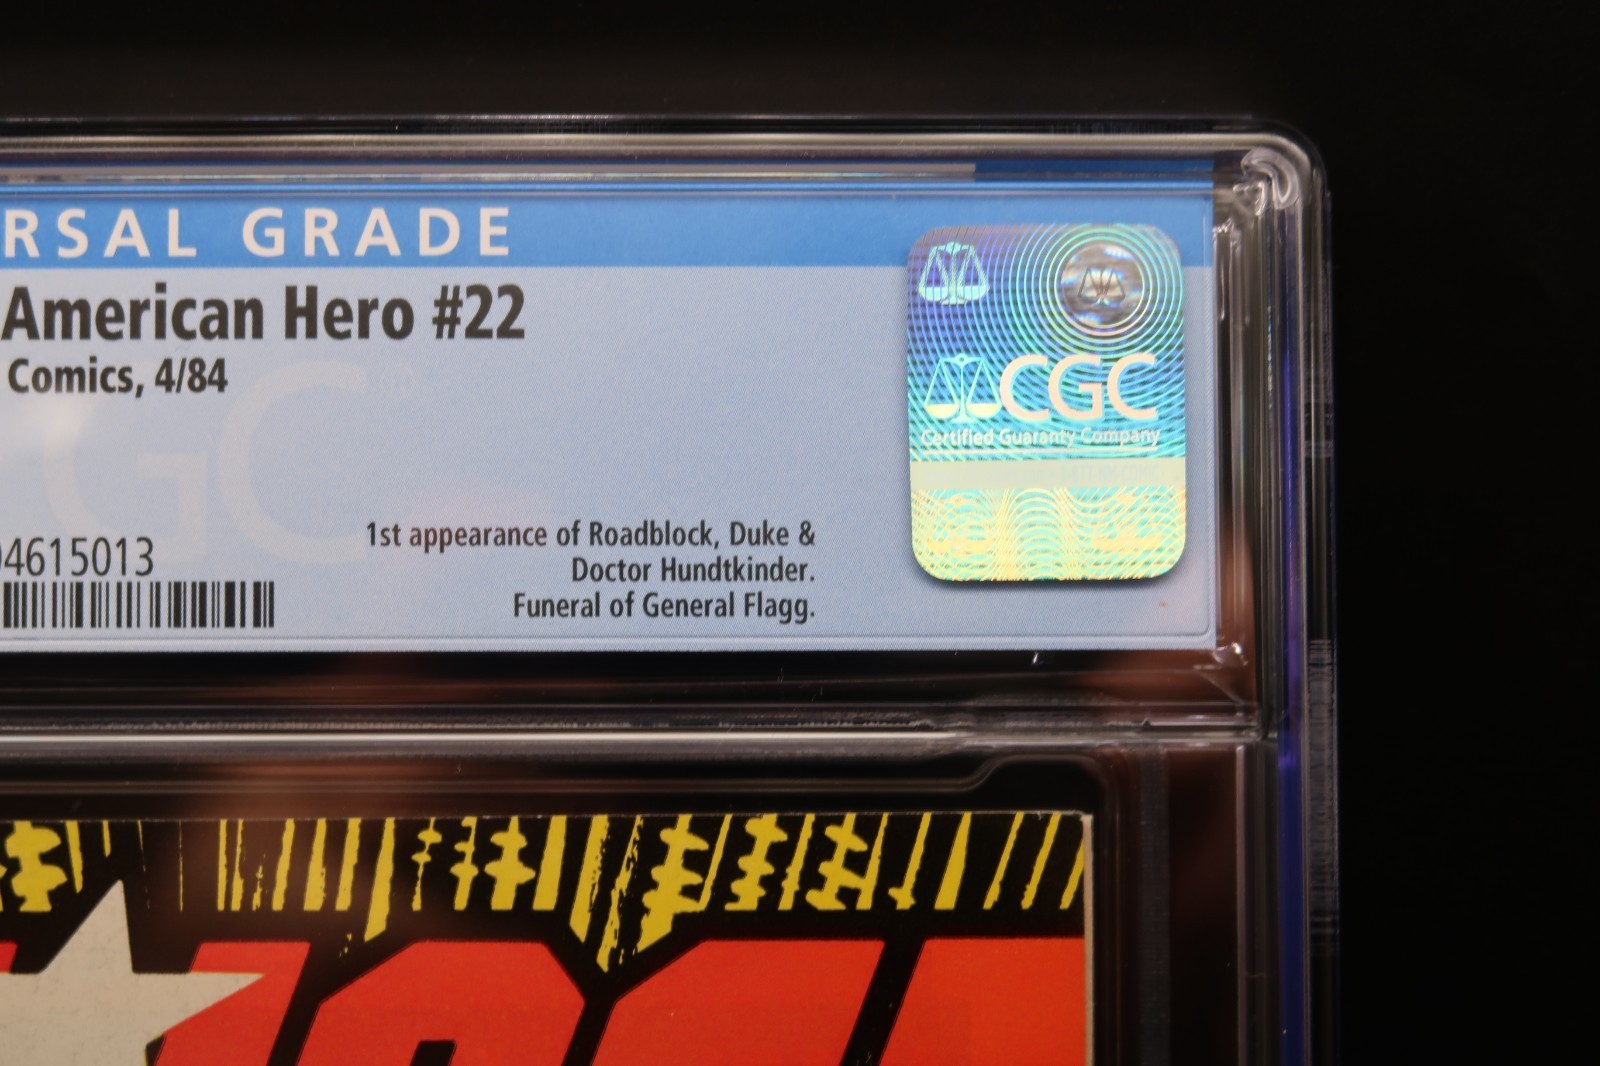 RSAL GRADE
American Hero #22
Comics, 4/84
4615013
1st appearance of Roadblock, Duke &
Doctor Hundtkinder.
Funeral of General Flagg.
CGC
Certified Guaranty Company